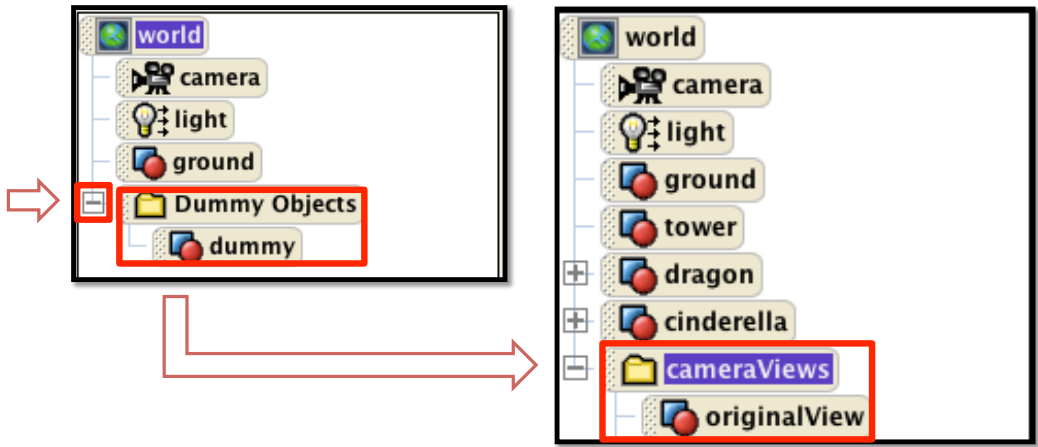 world
camera
light
ground
Dummy Objects
dummy
world
camera
light
ground
tower
dragon
cinderella
cameraViews
originalView